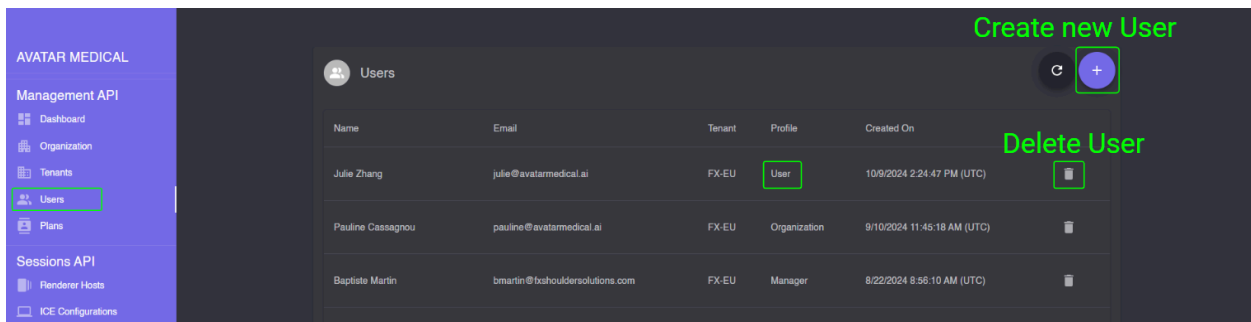 Create new User
AVATAR MEDICAL
Users
+
Management API
Dashboard
Name Email Tenant Profile Created On
Organization
Delete User
Tenants
Julie Zhang julie@avatarmedical.ai FX-EU User 10/9/2024 2:24:47 PM (UTC)
Users
Plans
Pauline Cassagnou pauline@avatarmedical.ai FX-EU Organization 9/10/2024 11:45:18 AM (UTC)
Sessions API
Renderer Hosts
Baptiste Martin bmartin@fxshouldersolutions.com FX-EU Manager 8/22/2024 8:56:10 AM (UTC)
ICE Configurations